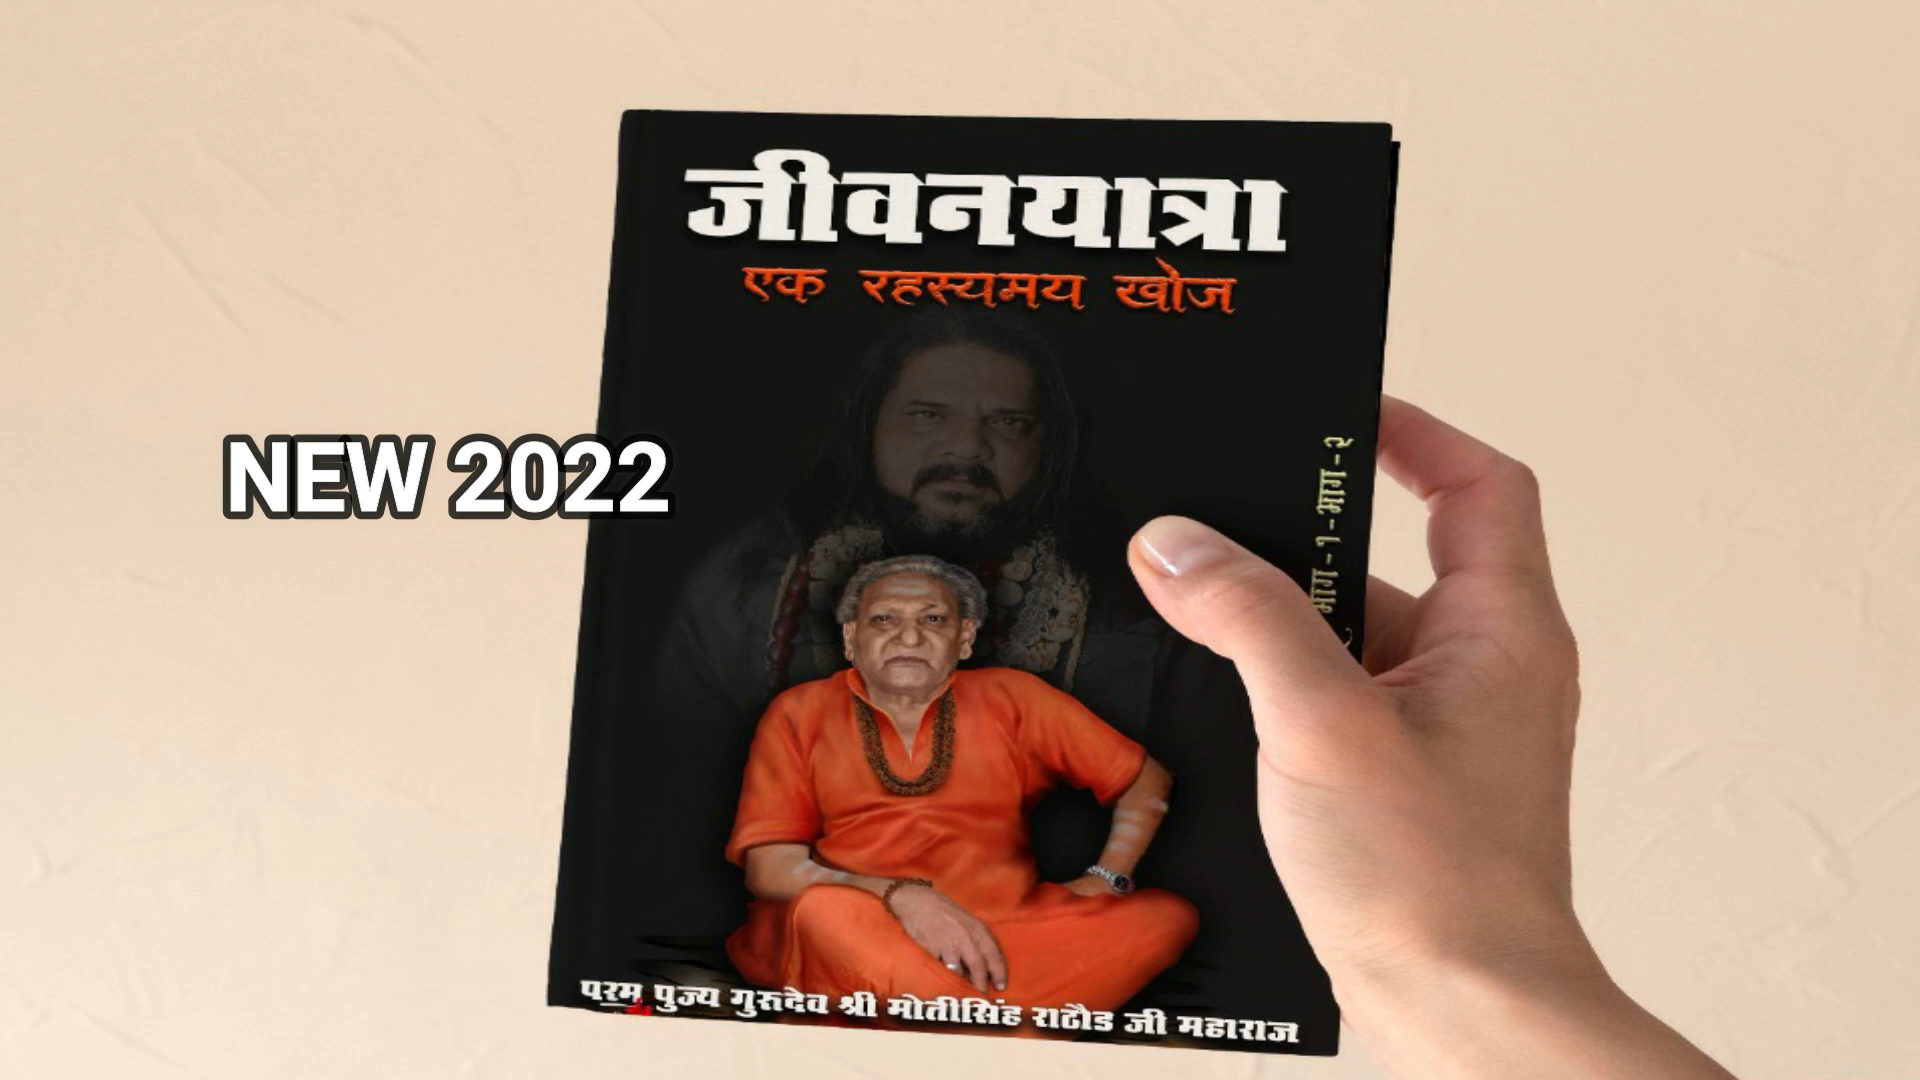 जीवनयात्रा
एक रहस्यमय खोज
NEW 2022
भाग - १ - भाग - २
परम पुज्य गुरूदेव श्री मोतीसिंह राठौड जी महाराज